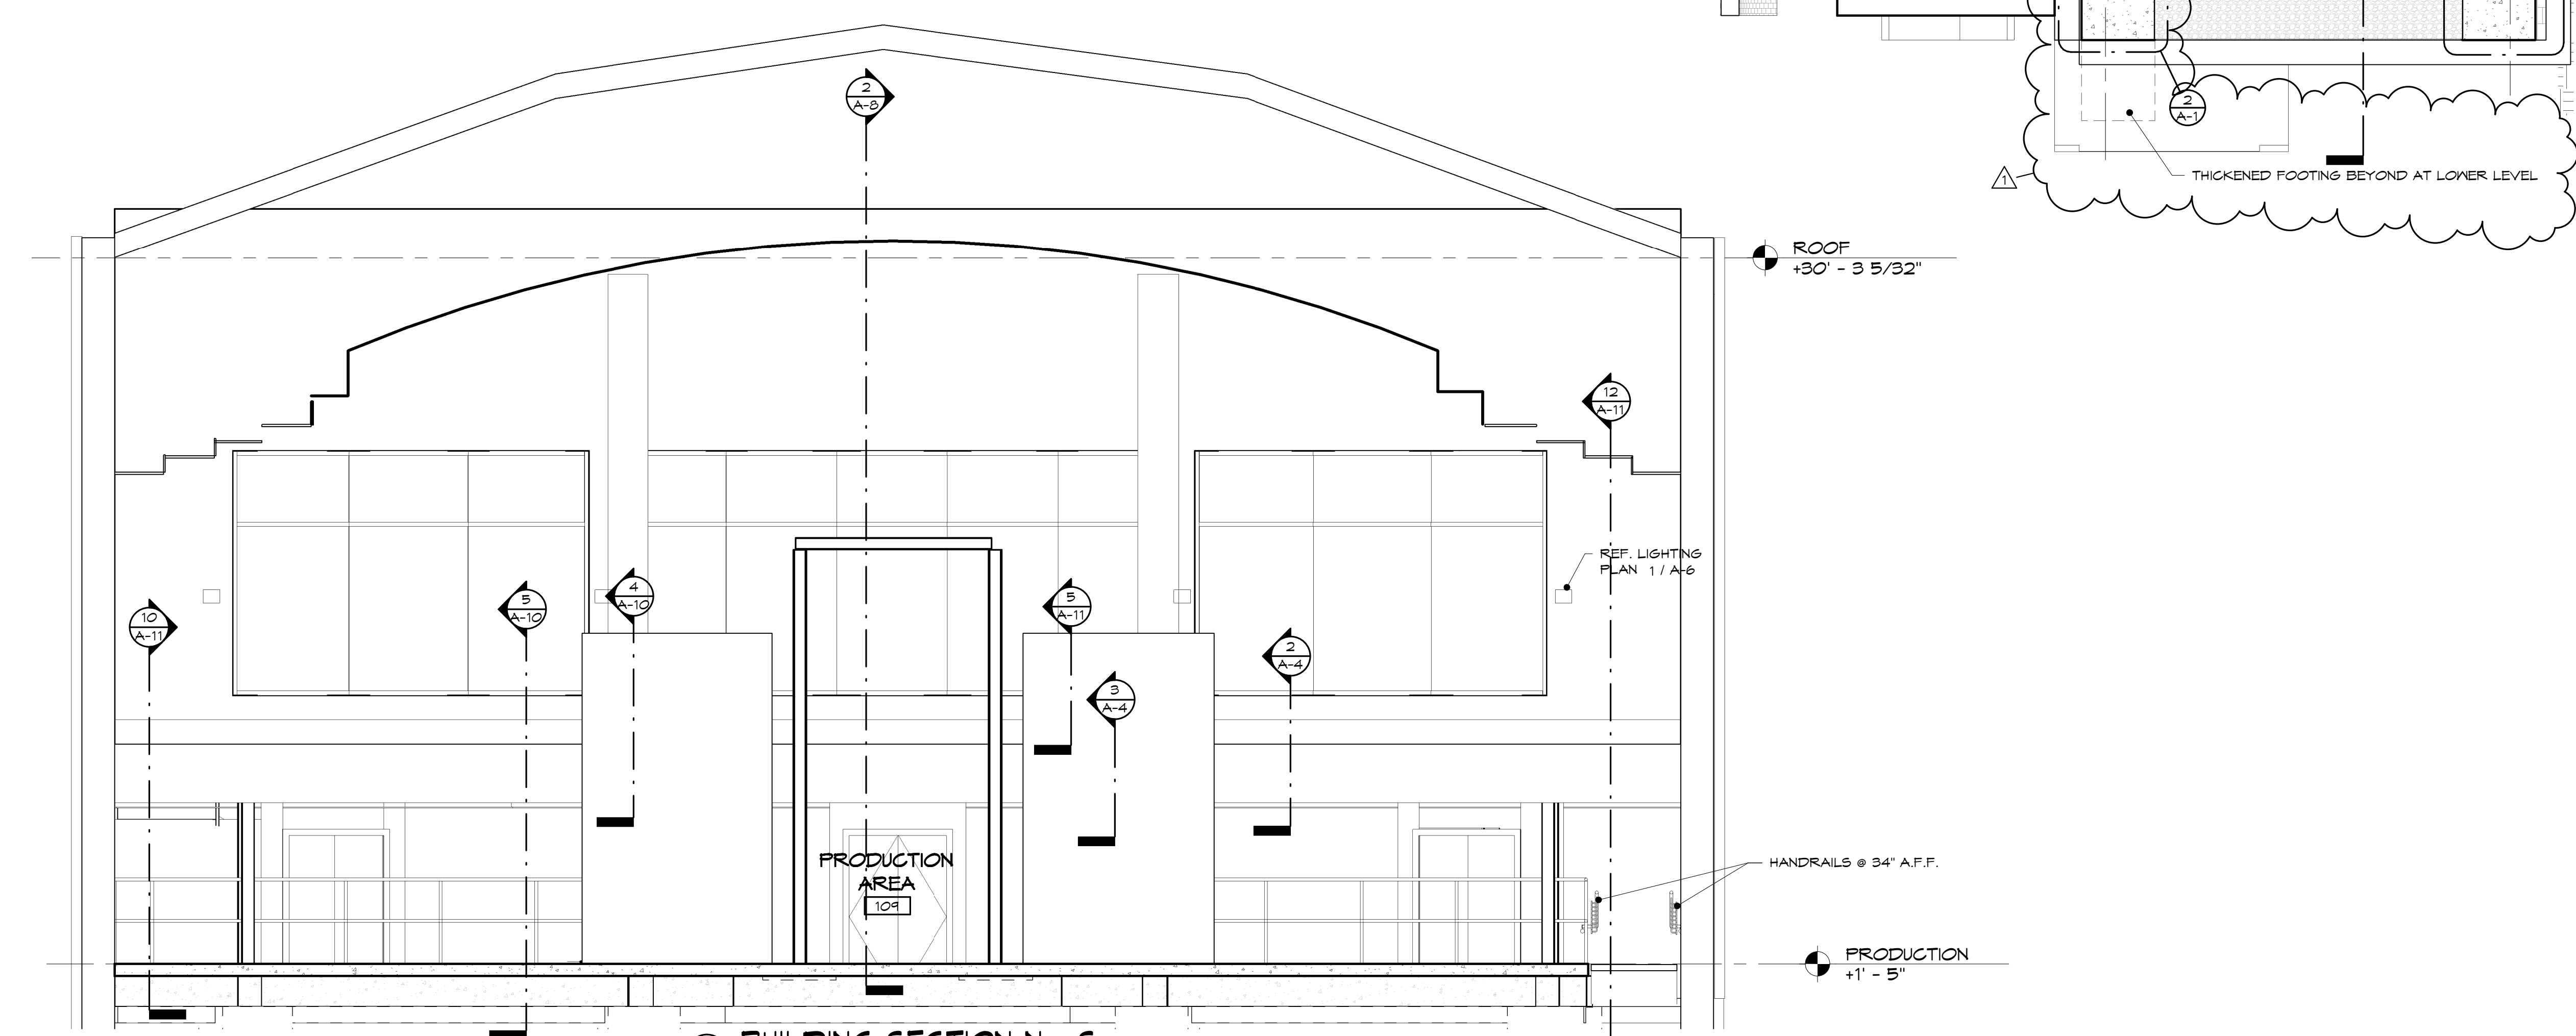 2
A-8
2
A-1
1
THICKENED FOOTING BEYOND AT LOWER LEVEL
ROOF
+30' - 3 5/32"
12
A-11
REF. LIGHTING
PLAN 1 / A-6
10
A-11
5
A-10
4
A-10
5
A-11
2
A-4
3
A-4
PRODUCTION
AREA
109
HANDRAILS @ 34" A.F.F.
PRODUCTION
+1' - 5"
BUILDING SECTION N - S